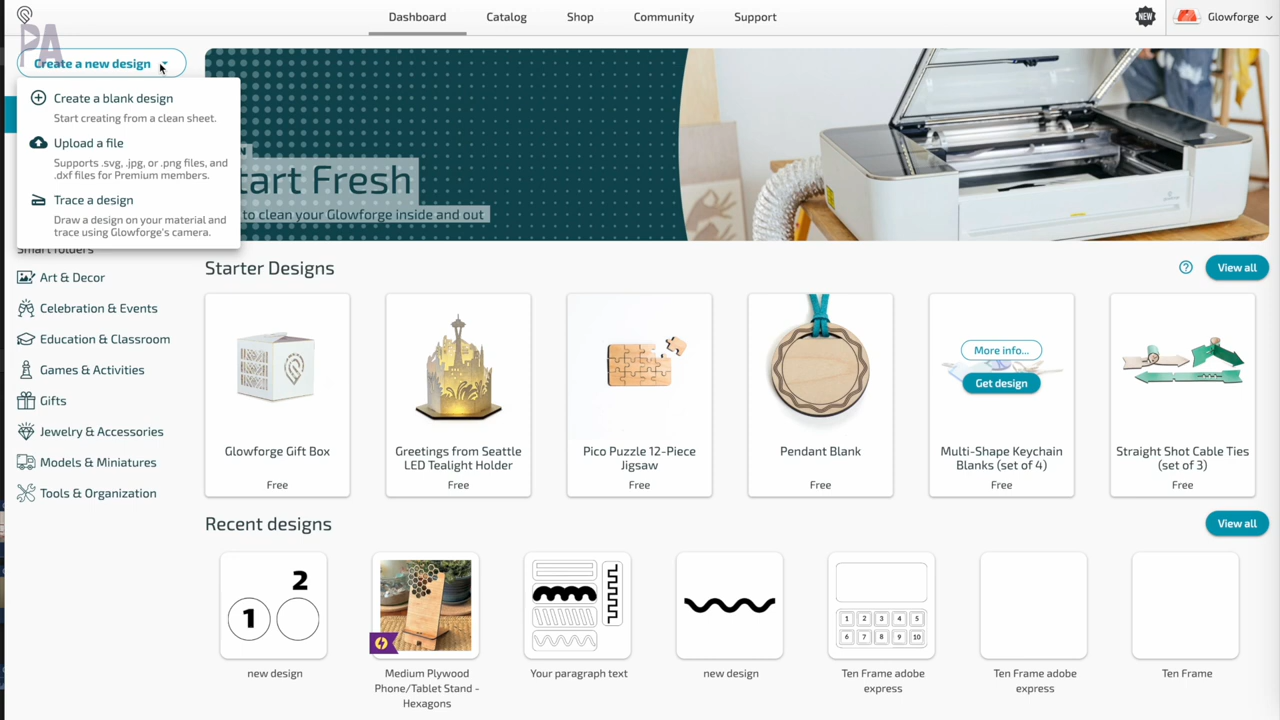 Dashboard
Catalog
Shop
Community
Support
NEW
Glowforge
PA
Create a new design
Create a blank design
Start creating from a clean sheet.
Upload a file
Supports .svg, .jpg, or .png files, and
.dxf files for Premium members.
Trace a design
Draw a design on your material and
trace using Glowforge's camera.
tart Fresh
to clean your Glowforge inside and out
Smart folders
Art & Decor
Celebration & Events
Education & Classroom
Games & Activities
Gifts
Jewelry & Accessories
Models & Miniatures
Tools & Organization
Starter Designs
View all
Glowforge Gift Box
Free
Greetings from Seattle
LED Tealight Holder
Free
Pico Puzzle 12-Piece
Jigsaw
Free
Pendant Blank
Free
More info...
Get design
Multi-Shape Keychain
Blanks (set of 4)
Free
Straight Shot Cable Ties
(set of 3)
Free
Recent designs
View all
2
1
new design
Medium Plywood
Phone/Tablet Stand -
Hexagons
Your paragraph text
new design
1 2 3 4 5
6 7 8 9 10
Ten Frame adobe
express
Ten Frame adobe
express
Ten Frame